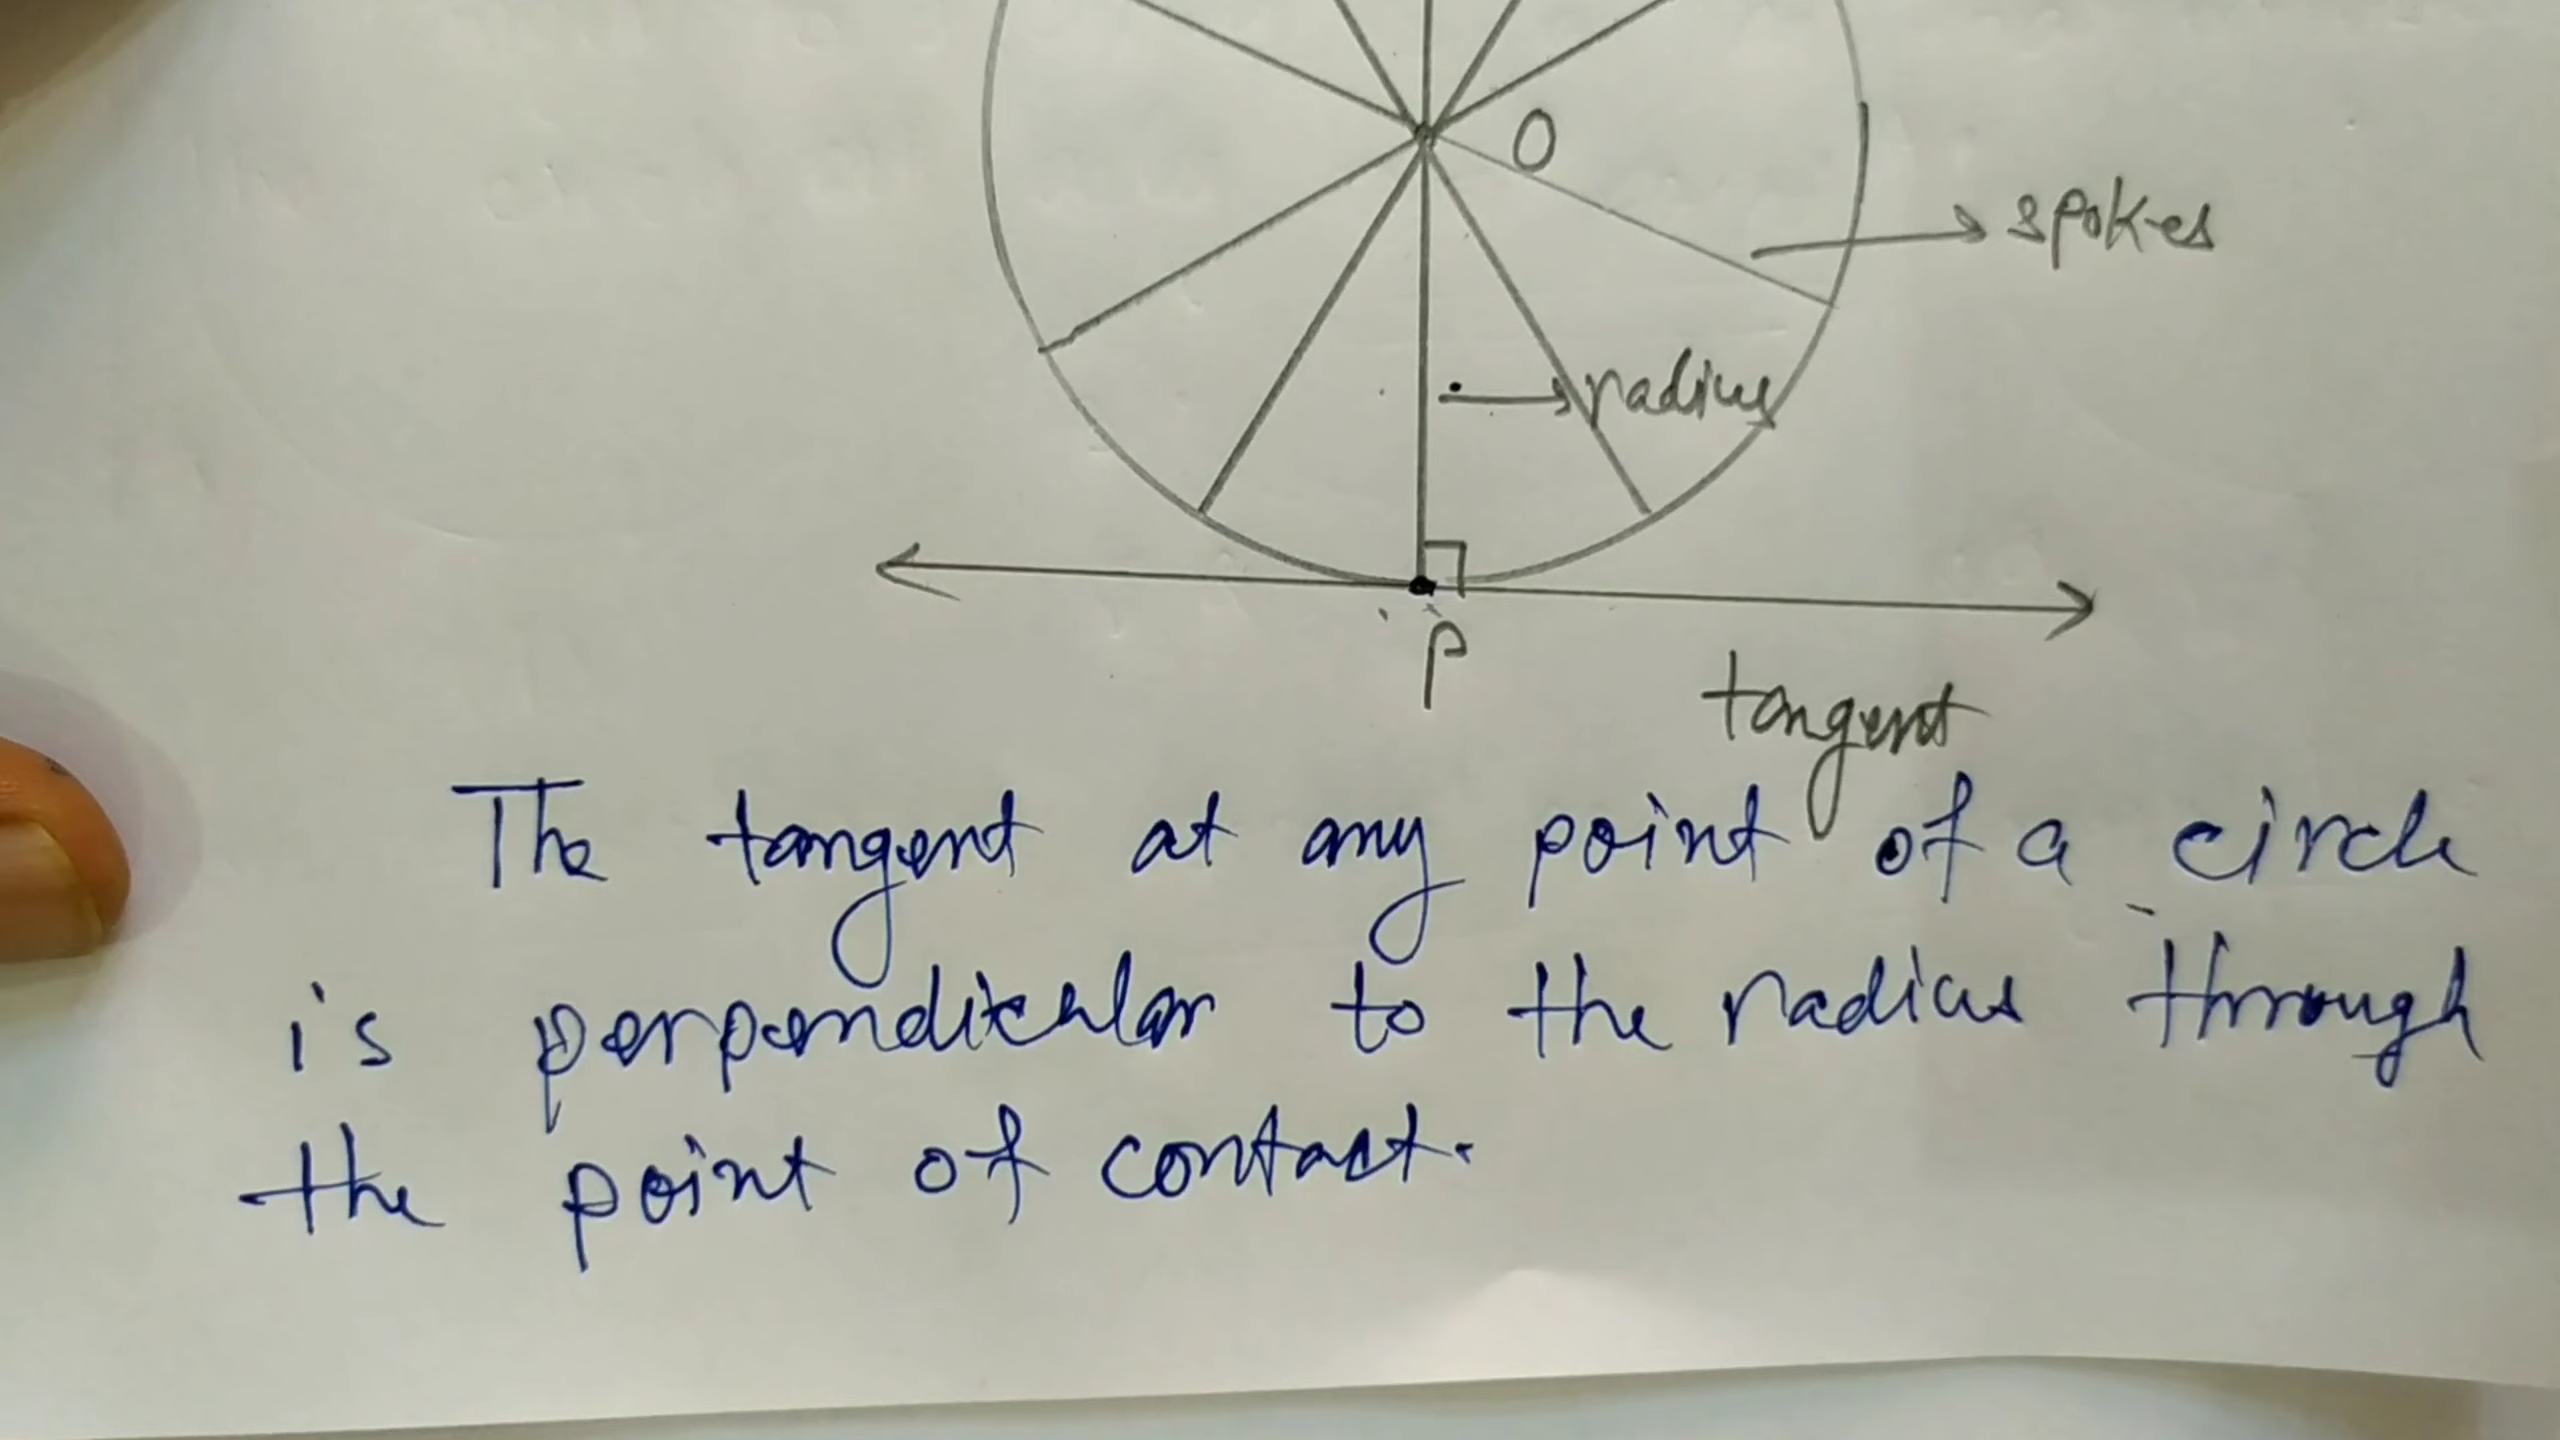 O
spokes
radius
P
tangent
The tangent at any point of a circle
is perpendicular to the radius through
the point of contact.